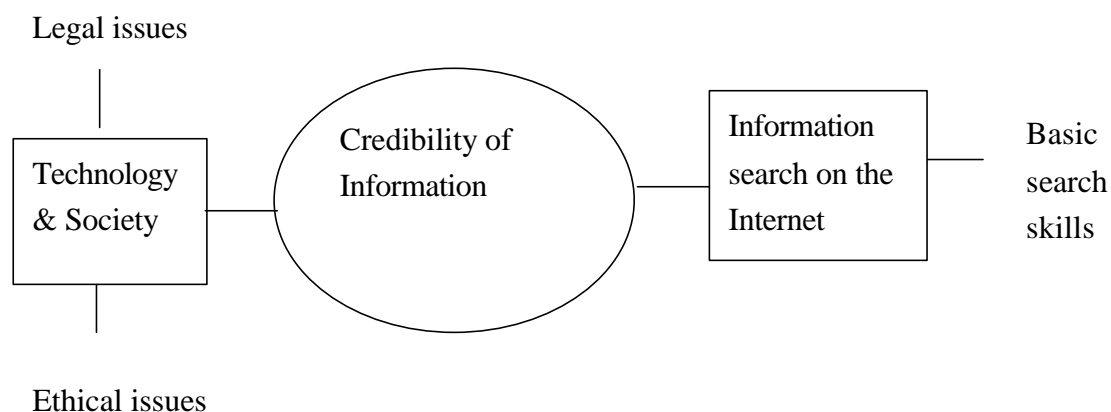 Legal issues
Technology
& Society
Ethical issues
Credibility of
Information
Information
search on the
Internet
Basic
search
skills